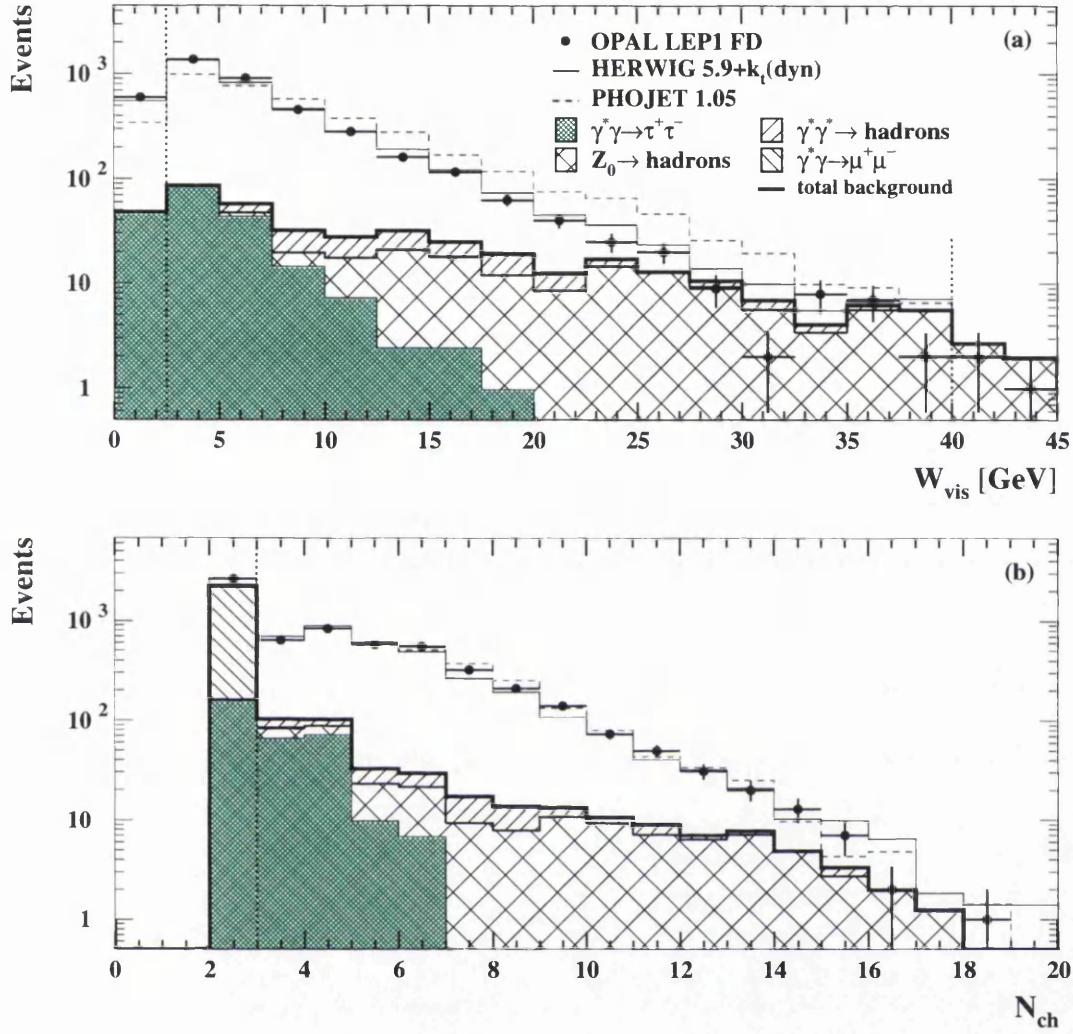 Events
(a)
10³
10²
10
1
OPAL LEP1 FD
HERWIG 5.9+kₜ(dyn)
PHOJET 1.05
γ*γ→τ⁺τ⁻
γ*γ*→ hadrons
Z₀→ hadrons
γ*γ→μ⁺μ⁻
total background
0 5 10 15 20 25 30 35 40 45
W_vis [GeV]
Events
(b)
10³
10²
10
1
0 2 4 6 8 10 12 14 16 18 20
N_ch